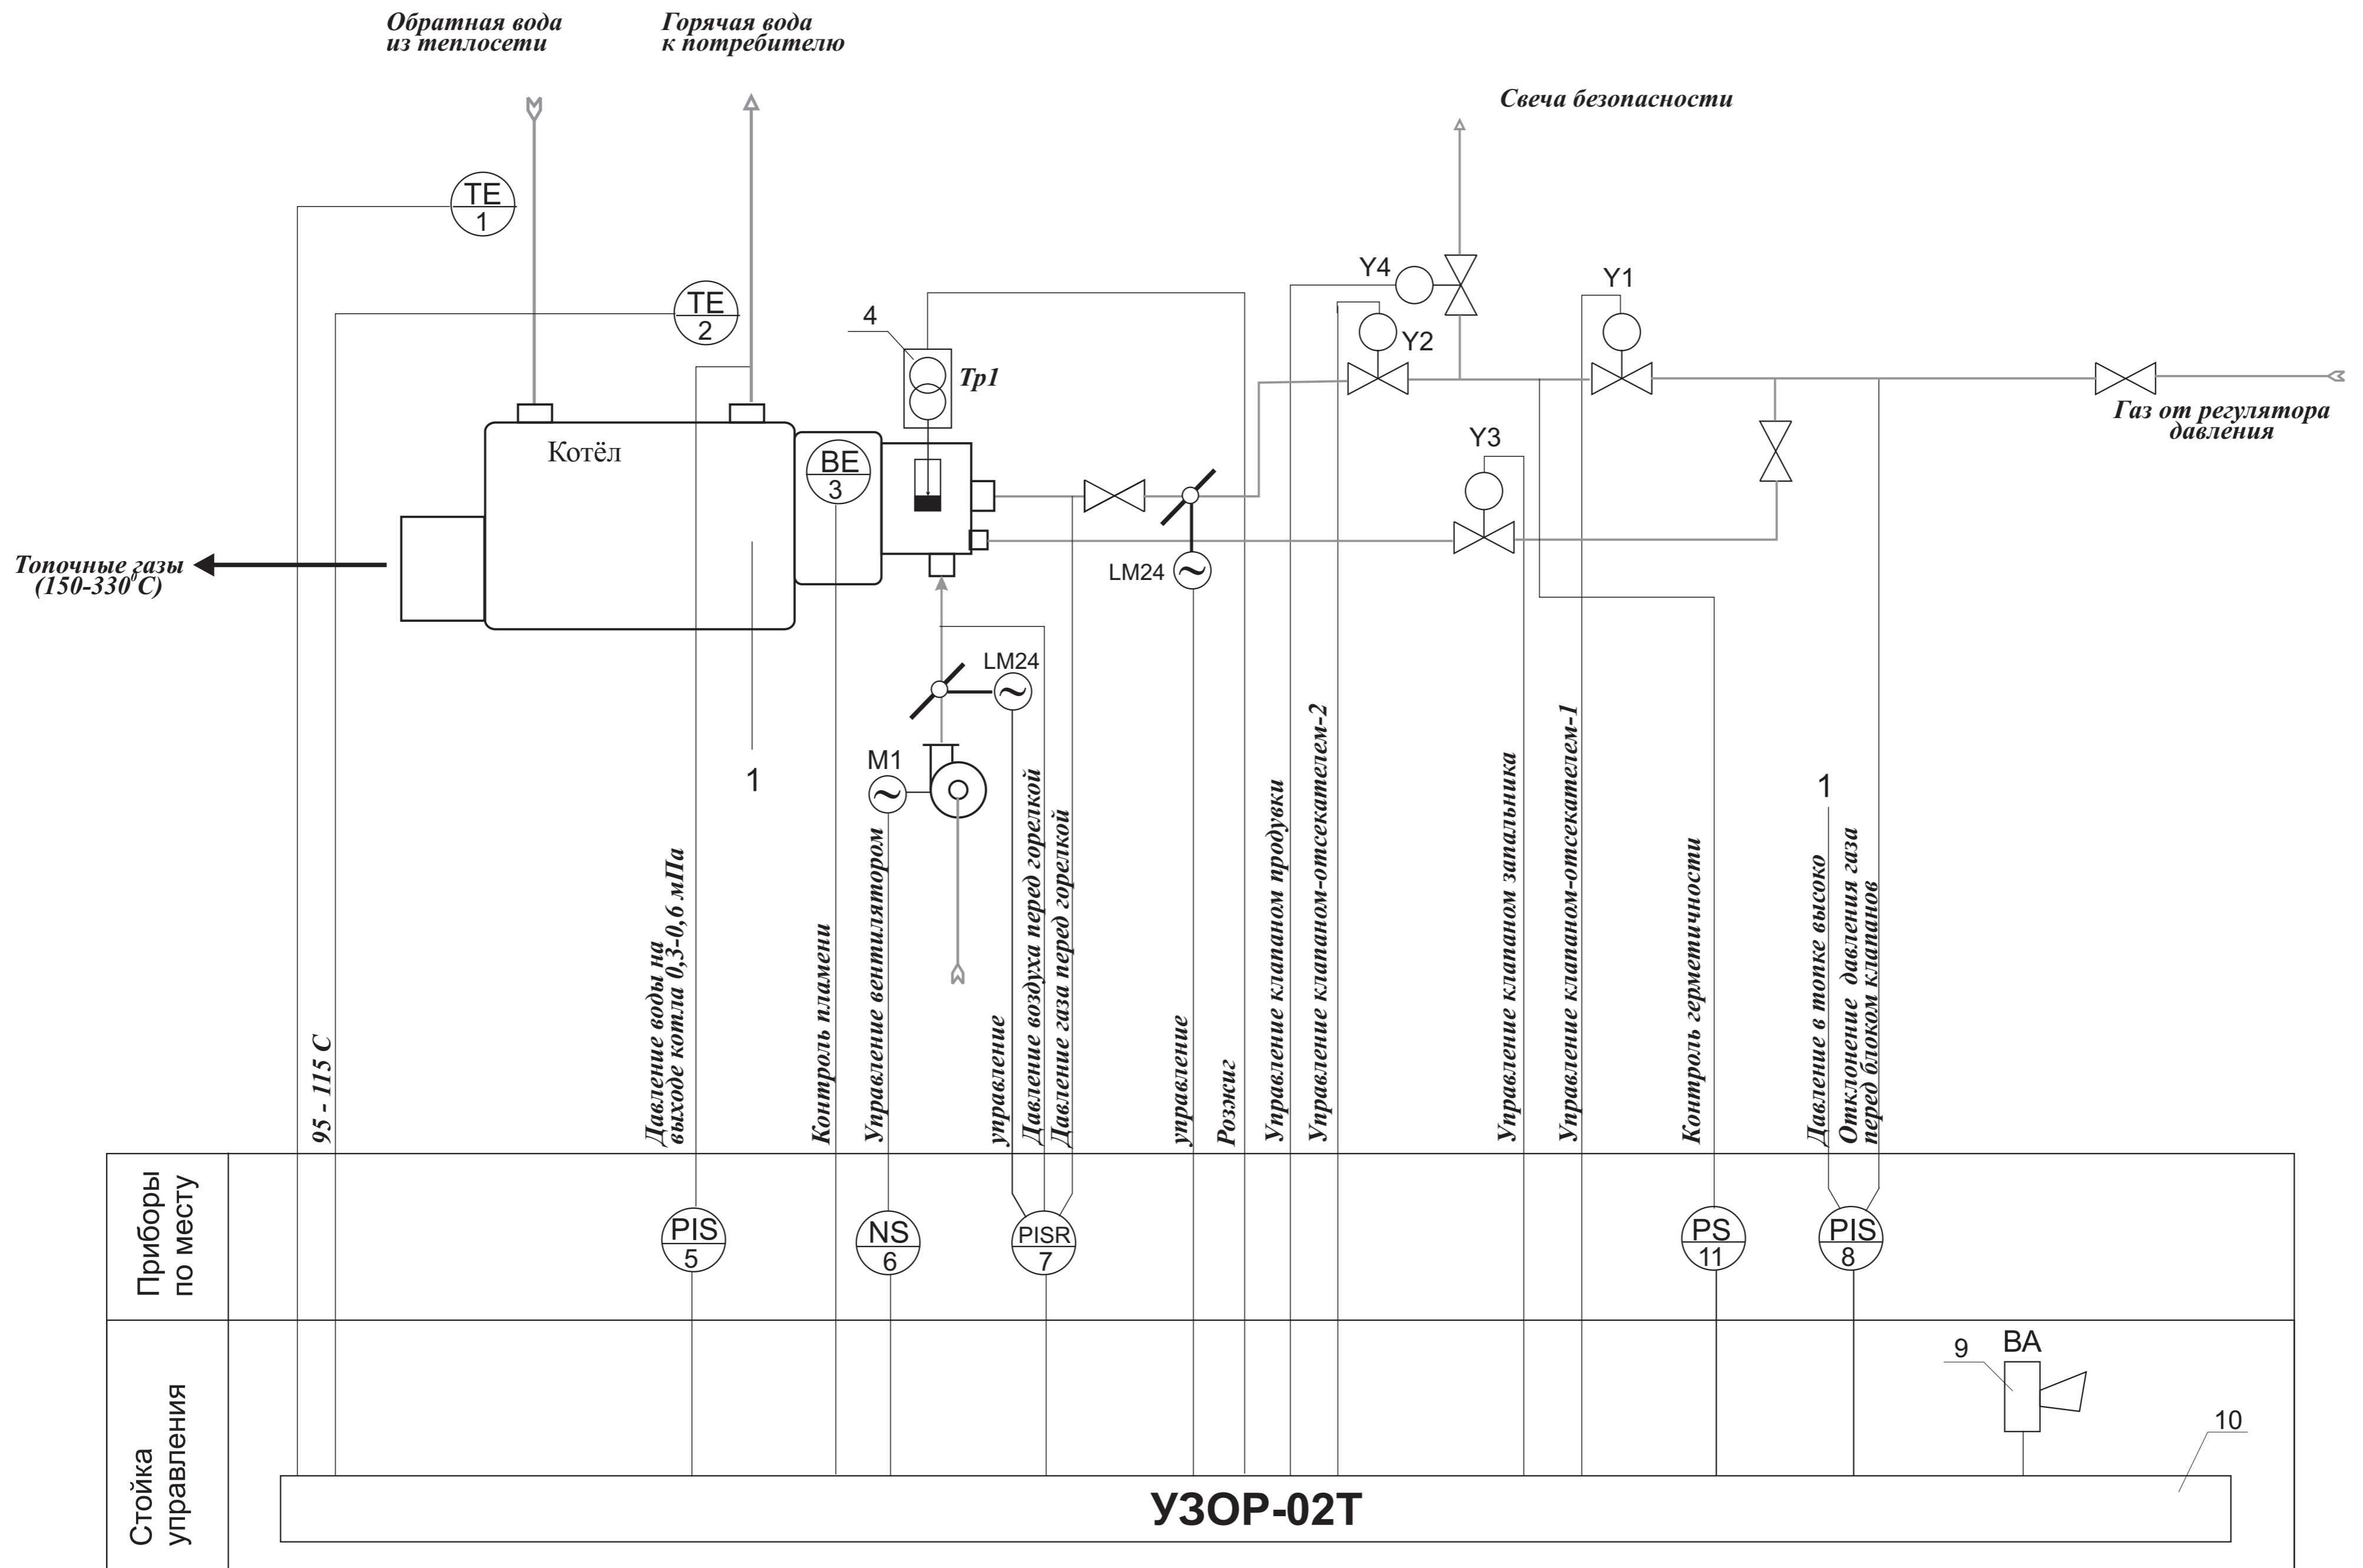 Обратная вода
из теплосети
Горячая вода
к потребителю
Свеча безопасности
TE
1
TE
2
Y4
Y1
Y2
4
Тр1
Газ от регулятора
давления
Котёл
BE
3
Y3
Топочные газы
(150-330⁰С)
LM24
LM24
M1
1
1
95 - 115 С
Давление воды на
выходе котла 0,3-0,6 мПа
Контроль пламени
Управление вентилятором
управление
Давление воздуха перед горелкой
Давление газа перед горелкой
управление
Розжиг
Управление клапаном продувки
Управление клапаном-отсекателем-2
Управление клапаном запальника
Управление клапаном-отсекателем-1
Контроль герметичности
Давление в топке высоко
Отклонение давления газа
перед блоком клапанов
Приборы
по месту
PIS
5
NS
6
PISR
7
PS
11
PIS
8
Стойка
управления
9
BA
10
УЗОР-02Т